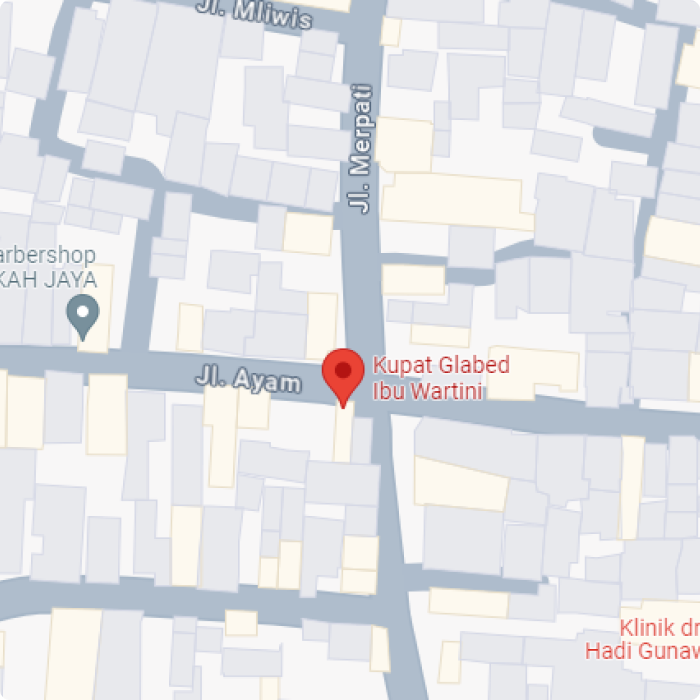 Jl. Mliwis
Jl. Merpati
arbershop
KAH JAYA
Kupat Glabed
Ibu Wartini
Jl. Ayam
Klinik dr
Hadi Gunaw